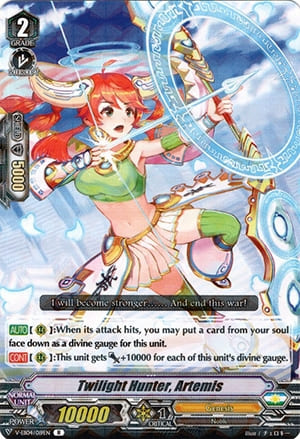 2
GRADE
5000
I will become stronger...... And end this war!
AUTO [ ]:When its attack hits, you may put a card from your soul
face down as a divine gauge for this unit.
CONT [ ]:This unit gets +10000 for each of this unit's divine gauge.
Twilight Hunter, Artemis
NORMAL
UNIT
V-EB04/019EN R
POWER
10000
1
CRITICAL
Genesis
Noble